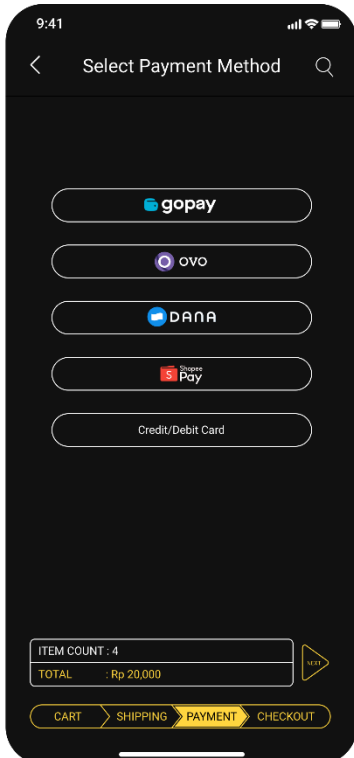 9:41
Select Payment Method
gopay
OVO
DANA
S Shopee
Pay
Credit/Debit Card
ITEM COUNT : 4
TOTAL : Rp 20,000
NEXT
CART SHIPPING PAYMENT CHECKOUT